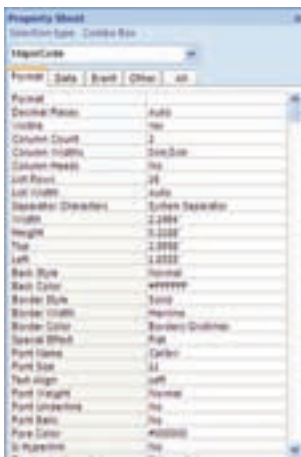 Property Sheet
Selection type: Combo Box
MajorCode
Format Data Event Other All
Format
Decimal Places Auto
Visible Yes
Column Count 2
Column Widths
Column Heads No
List Rows 16
List Width Auto
Separator Characters System Separator
Width
Height
Top
Left
Back Style Normal
Back Color #FFFFFF
Border Style Solid
Border Width Hairline
Border Color Borders/Gridlines
Special Effect Flat
Font Name Calibri
Font Size 11
Text Align Left
Font Weight Normal
Font Underline No
Font Italic No
Fore Color #000000
Is Hyperlink No